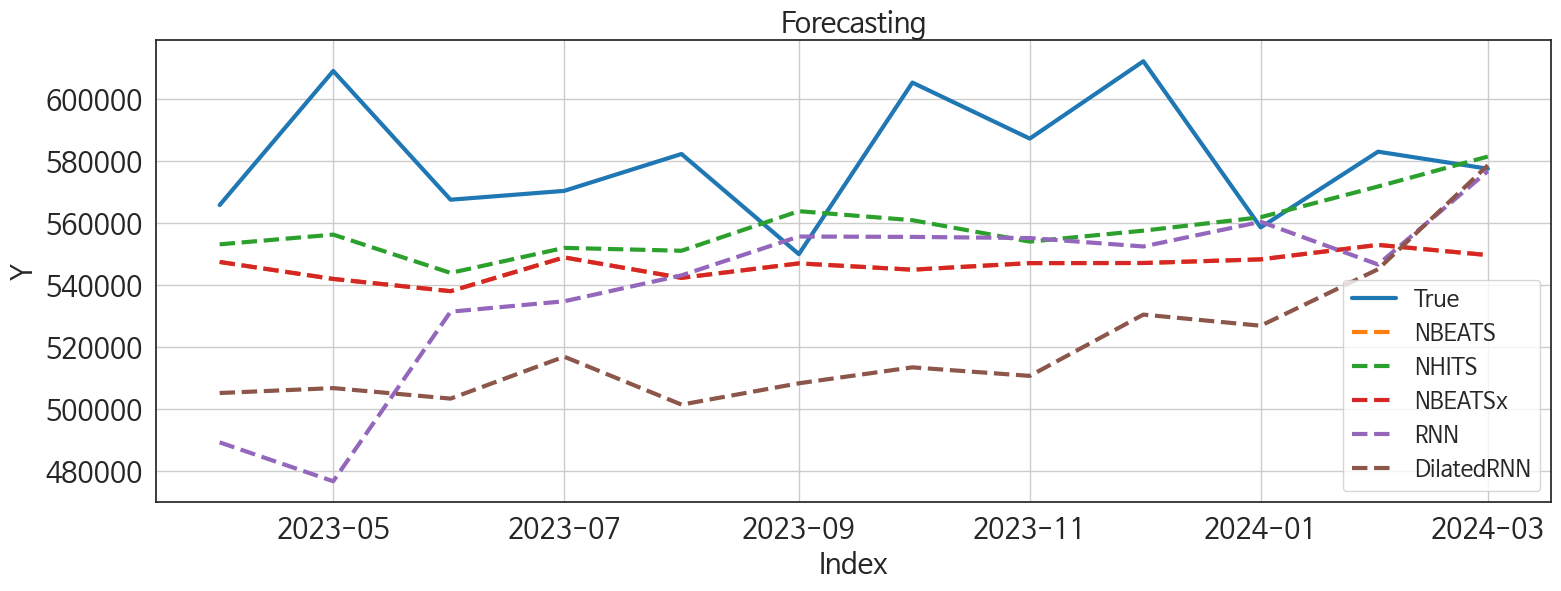 Forecasting
Y
600000
580000
560000
540000
520000
500000
480000
True
NBEATS
NHITS
NBEATSx
RNN
DilatedRNN
2023-05
2023-07
2023-09
2023-11
2024-01
2024-03
Index